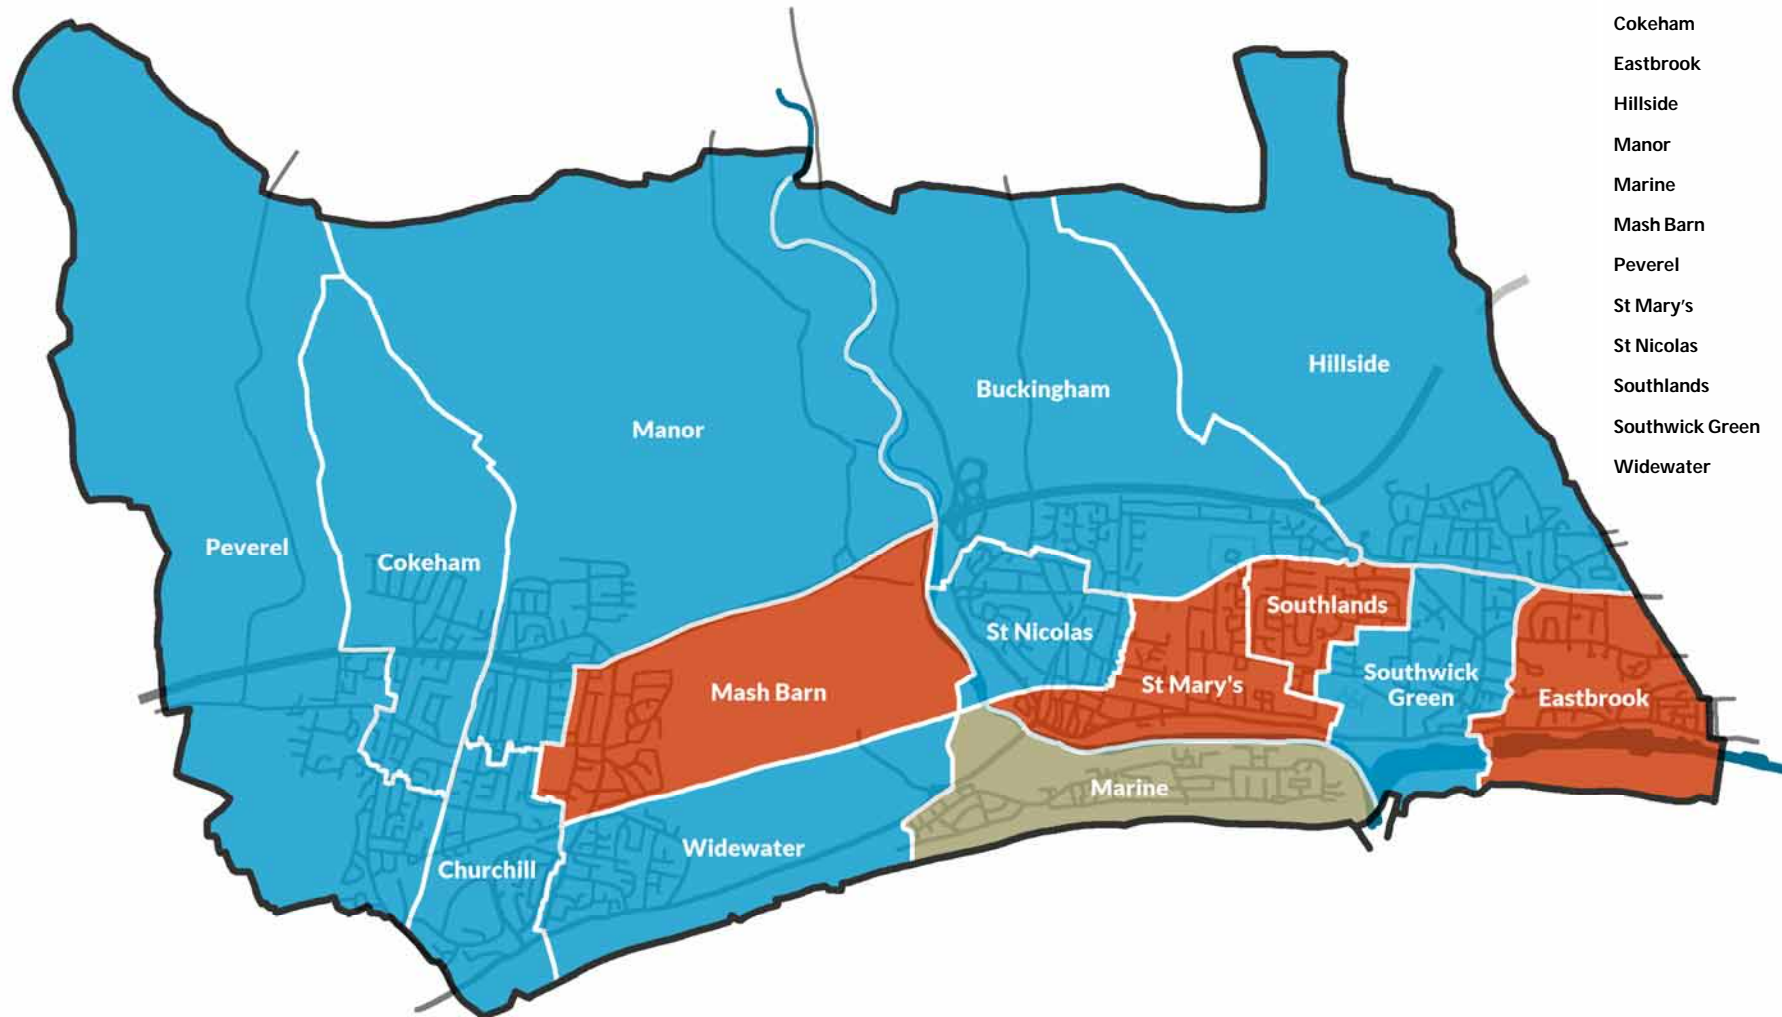 Cokeham
Eastbrook
Hillside
Manor
Marine
Mash Barn
Peverel
St Mary's
St Nicolas
Southlands
Southwick Green
Widewater
Hillside
Buckingham
Manor
Peverel
Cokeham
Southlands
St Nicolas
Southwick
Green
St Mary's
Mash Barn
Eastbrook
Marine
Widewater
Churchill